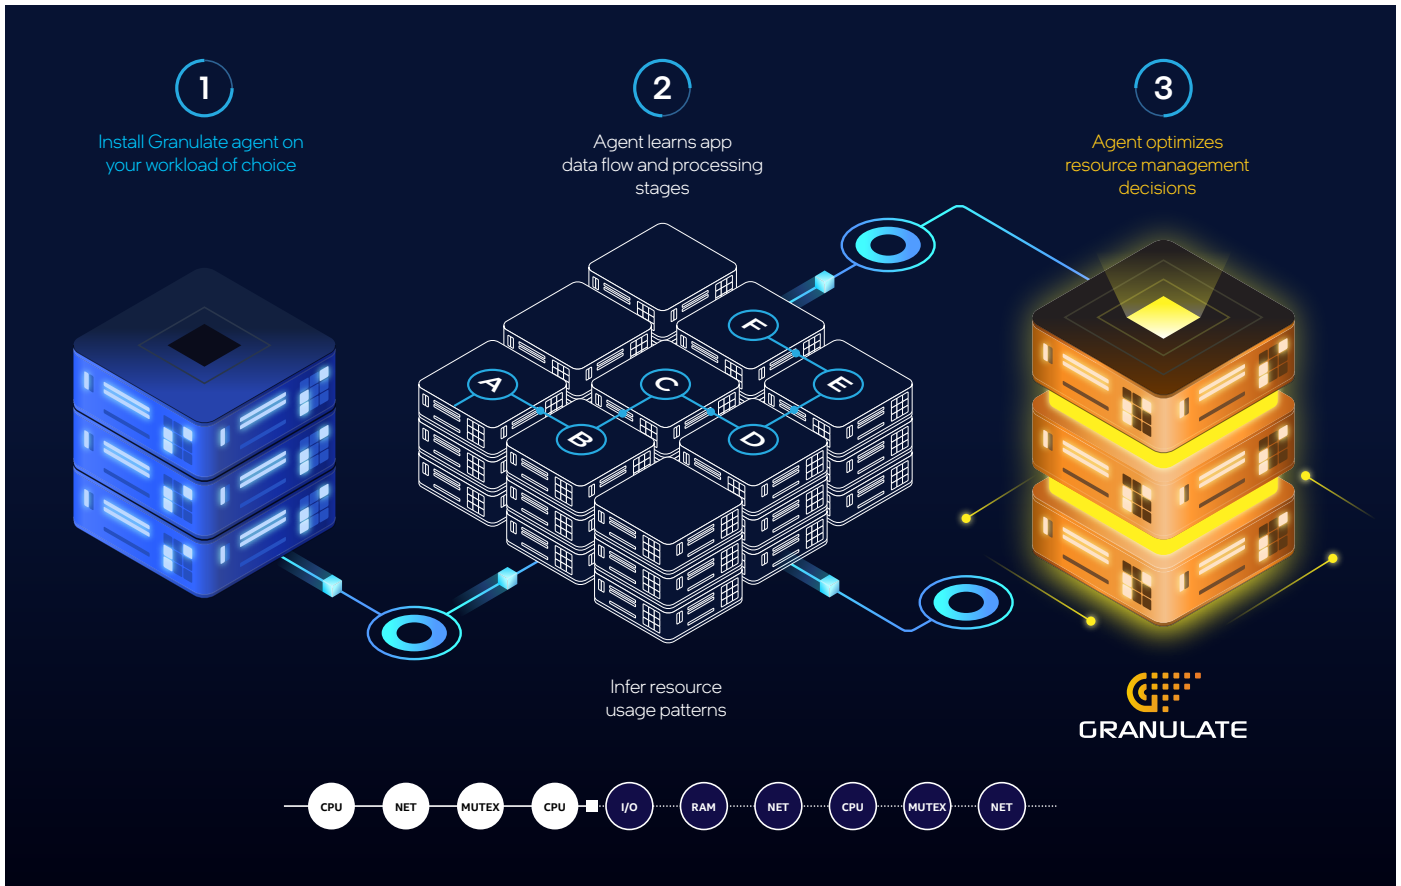 1
Install Granulate agent on
your workload of choice
2
Agent learns app
data flow and processing
stages
3
Agent optimizes
resource management
decisions
F
A
C
E
B
D
Infer resource
usage patterns
GRANULATE
CPU NET MUTEX CPU I/O RAM NET CPU MUTEX NET